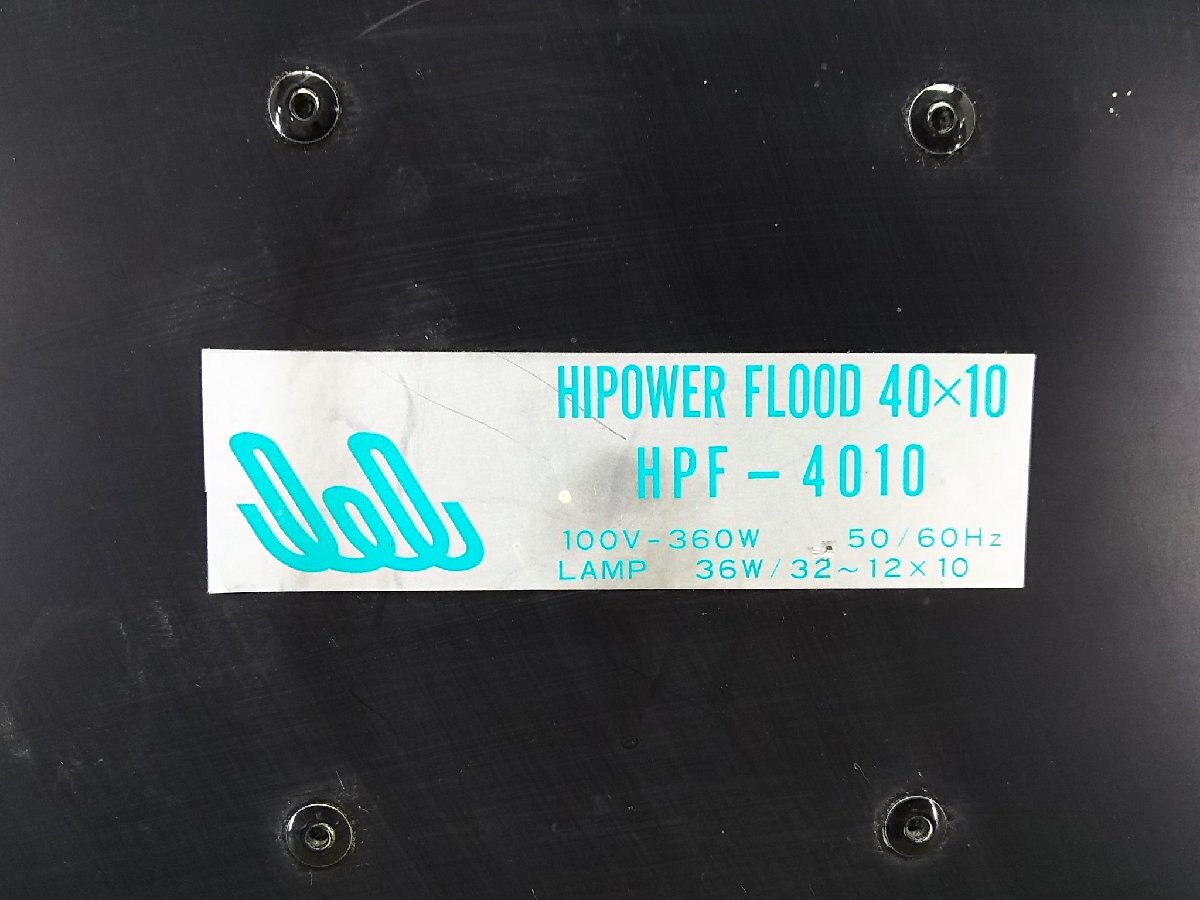 HIPOWER FLOOD 40×10
HPF-4010
100V-360W 50/60Hz
LAMP 36W/32~12×10